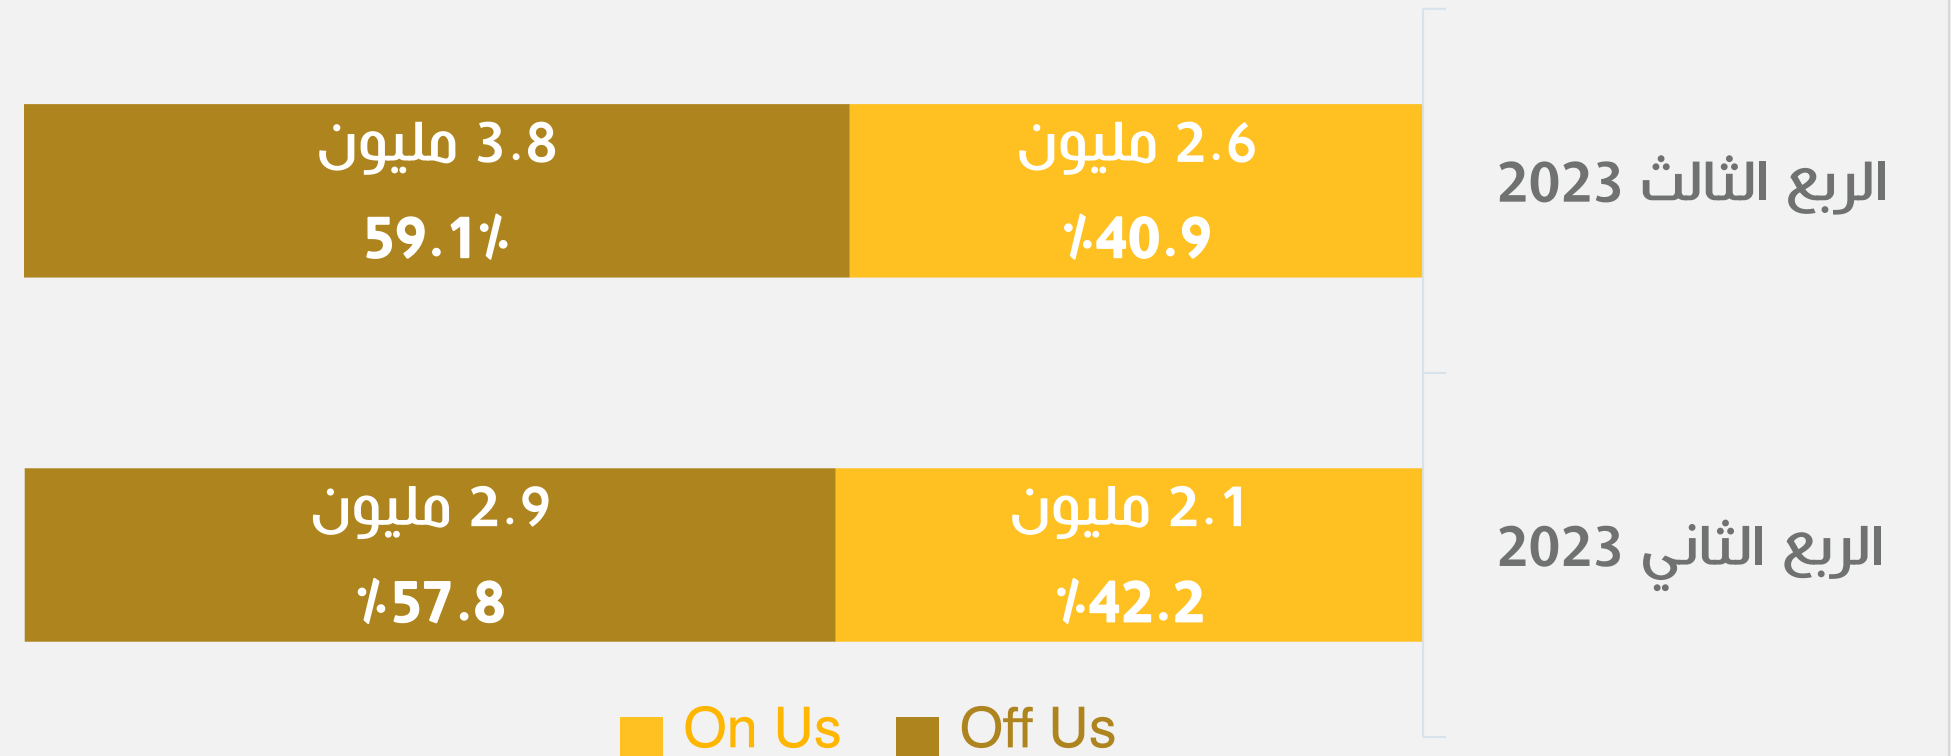 الربع الثالث 2023
2.6 مليون
٪40.9
3.8 مليون
59.1٪
الربع الثاني 2023
2.1 مليون
٪42.2
2.9 مليون
٪57.8
On Us
Off Us